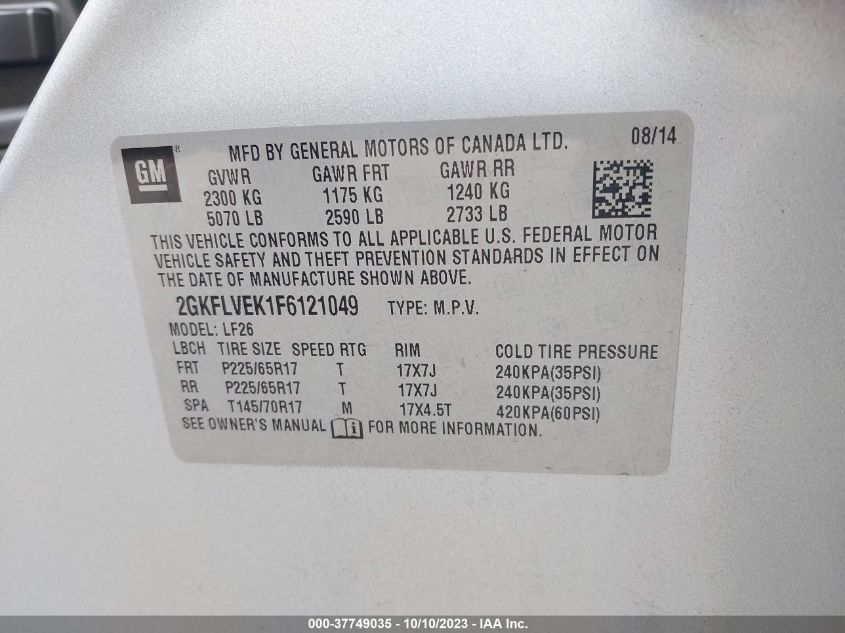 GM ® MFD BY GENERAL MOTORS OF CANADA LTD. 08/14
GVWR GAWR FRT GAWR RR
2300 KG 1175 KG 1240 KG
5070 LB 2590 LB 2733 LB
THIS VEHICLE CONFORMS TO ALL APPLICABLE U.S. FEDERAL MOTOR
VEHICLE SAFETY AND THEFT PREVENTION STANDARDS IN EFFECT ON
THE DATE OF MANUFACTURE SHOWN ABOVE.
2GKFLVEK1F6121049 TYPE: M.P.V.
MODEL: LF26
LBCH TIRE SIZE SPEED RTG RIM COLD TIRE PRESSURE
FRT P225/65R17 T 17X7J 240KPA(35PSI)
RR P225/65R17 T 17X7J 240KPA(35PSI)
SPA T145/70R17 M 17X4.5T 420KPA(60PSI)
SEE OWNER'S MANUAL FOR MORE INFORMATION.
000-37749035 - 10/10/2023 - IAA Inc.